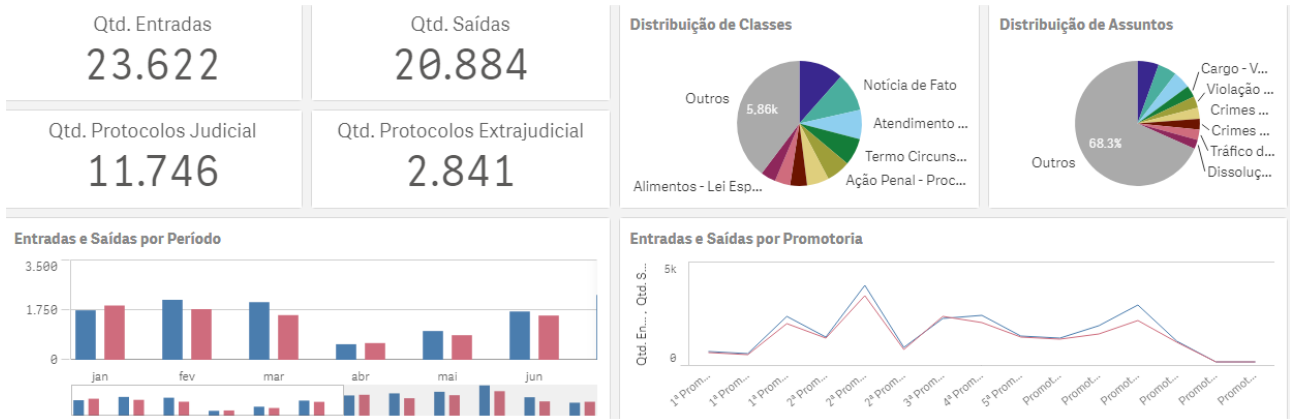 Qtd. Entradas
23.622
Qtd. Saídas
20.884
Qtd. Protocolos Judicial
11.746
Qtd. Protocolos Extrajudicial
2.841
Distribuição de Classes
Outros
5,86k
Notícia de Fato
Atendimento ...
Termo Circuns...
Ação Penal - Proc...
Alimentos - Lei Esp...
Distribuição de Assuntos
Cargo - V...
Violação ...
Crimes ...
Crimes ...
Tráfico d...
Dissoluç...
Outros
68.3%
Entradas e Saídas por Período
3.500
1.750
0
jan fev mar abr mai jun
Entradas e Saídas por Promotoria
Qtd. En..., Qtd. S...
5k
0
1ª Prom... 1ª Prom... 1ª Prom... 2ª Prom... 2ª Prom... 2ª Prom... 3ª Prom... 4ª Prom... 5ª Prom... Promot... Promot... Promot... Promot... Promot... Promot...